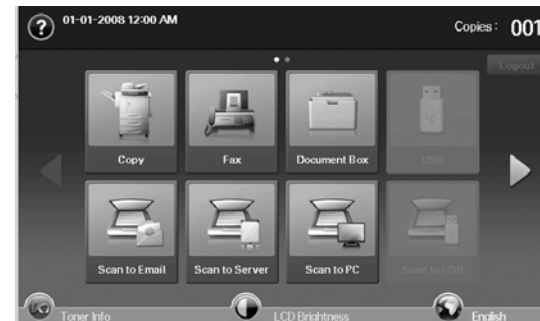 ?
01-01-2008 12:00 AM
Copies : 001
Logout
Copy
Fax
Document Box
USB
Scan to Email
Scan to Server
Scan to PC
Scan to USB
Toner Info
LCD Brightness
English